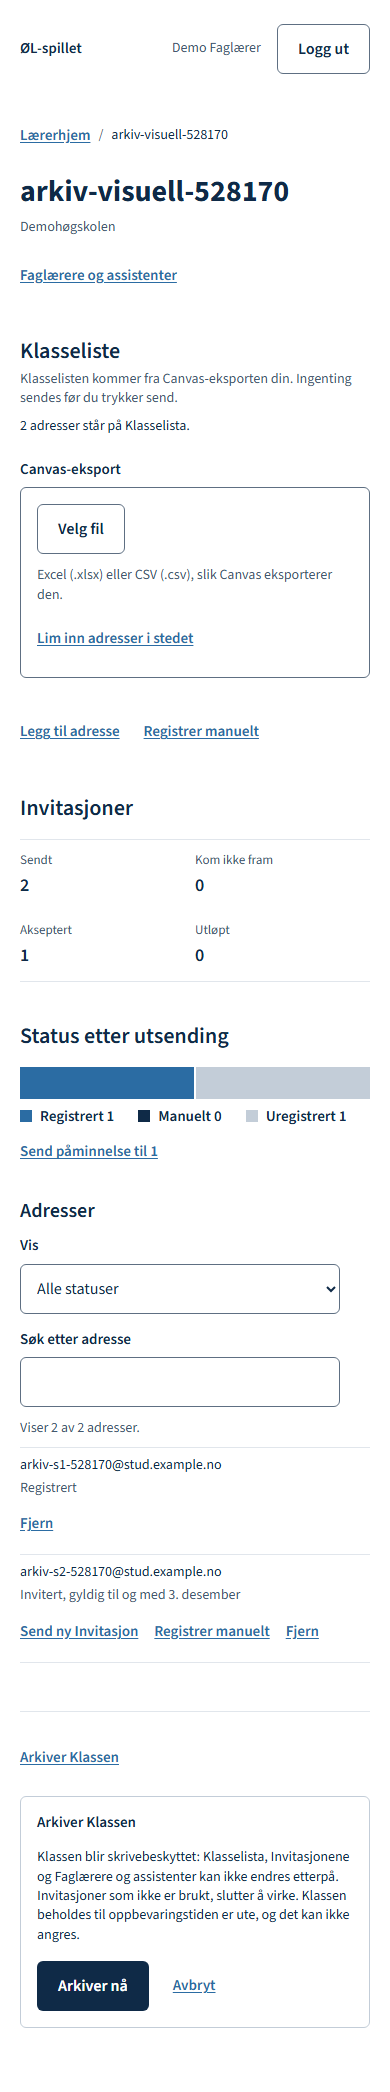 ØL-spillet
Demo Faglærer
Logg ut
Lærerhjem / arkiv-visuell-528170
arkiv-visuell-528170
Demohøgskolen
Faglærere og assistenter
Klasseliste
Klasselisten kommer fra Canvas-eksporten din. Ingenting
sendes før du trykker send.
2 adresser står på Klasselista.
Canvas-eksport
Velg fil
Excel (.xlsx) eller CSV (.csv), slik Canvas eksporterer
den.
Lim inn adresser i stedet
Legg til adresse
Registrer manuelt
Invitasjoner
Sendt
Kom ikke fram
2
0
Akseptert
Utløpt
1
0
Status etter utsending
Registrert 1
Manuelt 0
Uregistrert 1
Send påminnelse til 1
Adresser
Vis
Alle statuser
Søk etter adresse
Viser 2 av 2 adresser.
arkiv-s1-528170@stud.example.no
Registrert
Fjern
arkiv-s2-528170@stud.example.no
Invitert, gyldig til og med 3. desember
Send ny Invitasjon
Registrer manuelt
Fjern
Arkiver Klassen
Arkiver Klassen
Klassen blir skrivebeskyttet: Klasselista, Invitasjonene
og Faglærere og assistenter kan ikke endres etterpå.
Invitasjoner som ikke er brukt, slutter å virke. Klassen
beholdes til oppbevaringstiden er ute, og det kan ikke
angres.
Arkiver nå
Avbryt